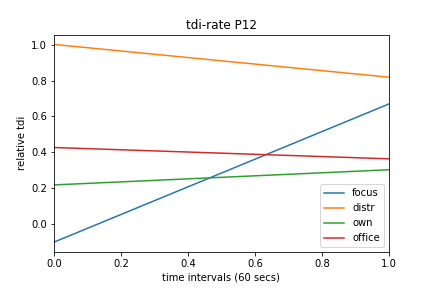 tdi-rate P12
relative tdi
1.0
0.8
0.6
0.4
0.2
0.0
0.0 0.2 0.4 0.6 0.8 1.0
time intervals (60 secs)
focus
distr
own
office